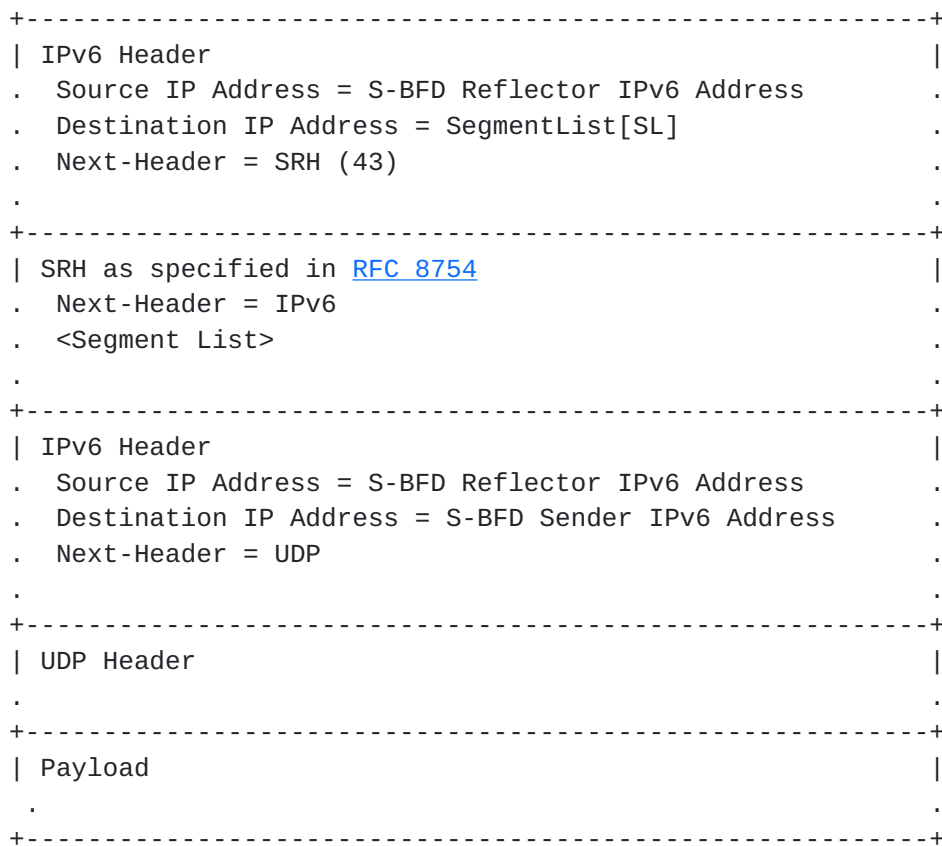 +----------------------------------------------------------+
| IPv6 Header                                              |
.  Source IP Address = S-BFD Reflector IPv6 Address        .
.  Destination IP Address = SegmentList[SL]                .
.  Next-Header = SRH (43)                                  .
.                                                          .
+----------------------------------------------------------+
| SRH as specified in RFC 8754                             |
.  Next-Header = IPv6                                      .
.  <Segment List>                                          .
.                                                          .
+----------------------------------------------------------+
| IPv6 Header                                              |
.  Source IP Address = S-BFD Reflector IPv6 Address        .
.  Destination IP Address = S-BFD Sender IPv6 Address      .
.  Next-Header = UDP                                       .
.                                                          .
+----------------------------------------------------------+
| UDP Header                                               |
.                                                          .
+----------------------------------------------------------+
| Payload                                                  |
 .                                                         .
+----------------------------------------------------------+